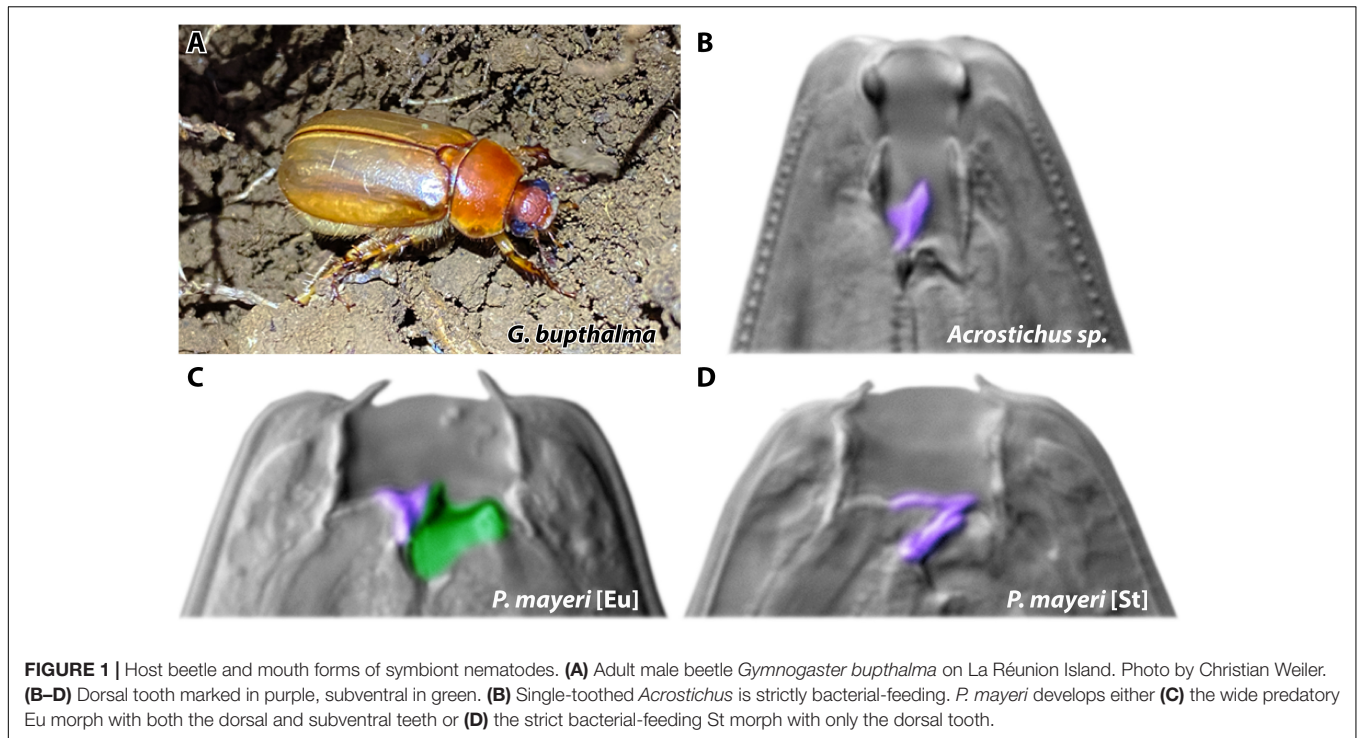 A
G. bupthalma
B
Acrostichus sp.
C
P. mayeri [Eu]
D
P. mayeri [St]
FIGURE 1 | Host beetle and mouth forms of symbiont nematodes. (A) Adult male beetle Gymnogaster bupthalma on La Réunion Island. Photo by Christian Weiler.
(B–D) Dorsal tooth marked in purple, subventral in green. (B) Single-toothed Acrostichus is strictly bacterial-feeding. P. mayeri develops either (C) the wide predatory
Eu morph with both the dorsal and subventral teeth or (D) the strict bacterial-feeding St morph with only the dorsal tooth.